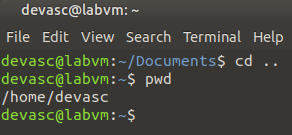 devasc@labvm: ~
File Edit View Search Terminal Help
devasc@labvm:~/Documents$ cd ..
devasc@labvm:~$ pwd
/home/devasc
devasc@labvm:~$